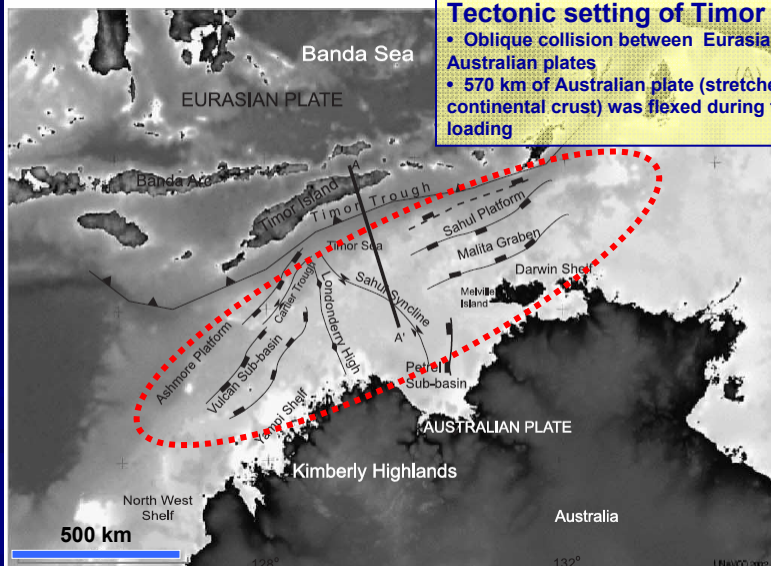 Tectonic setting of Timor
• Oblique collision between Eurasia
Australian plates
• 570 km of Australian plate (stretche
continental crust) was flexed during
loading
Banda Sea
EURASIAN PLATE
Banda Arc
A
Timor Island
Timor Trough
Timor Sea
Sahul Platform
Malita Graben
Darwin Shelf
Melville
Island
Cartier Trough
Londonderry High
Sahul Syncline
Ashmore Platform
Vulcan Sub-basin
A'
Petrel
Sub-basin
Yampi Shelf
AUSTRALIAN PLATE
Kimberly Highlands
North West
Shelf
Australia
500 km
128°
132°